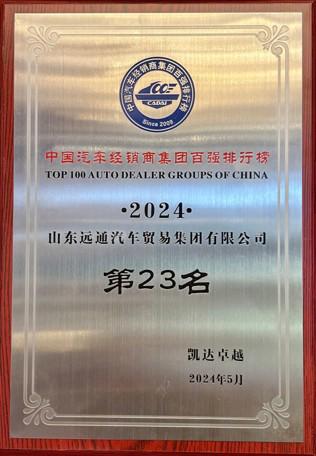 中国汽车经销商集团百强排行榜
CADAI
Since 2009
中国汽车经销商集团百强排行榜
TOP 100 AUTO DEALER GROUPS OF CHINA
·2024·
山东远通汽车贸易集团有限公司
第23名
凯达卓越
2024年5月